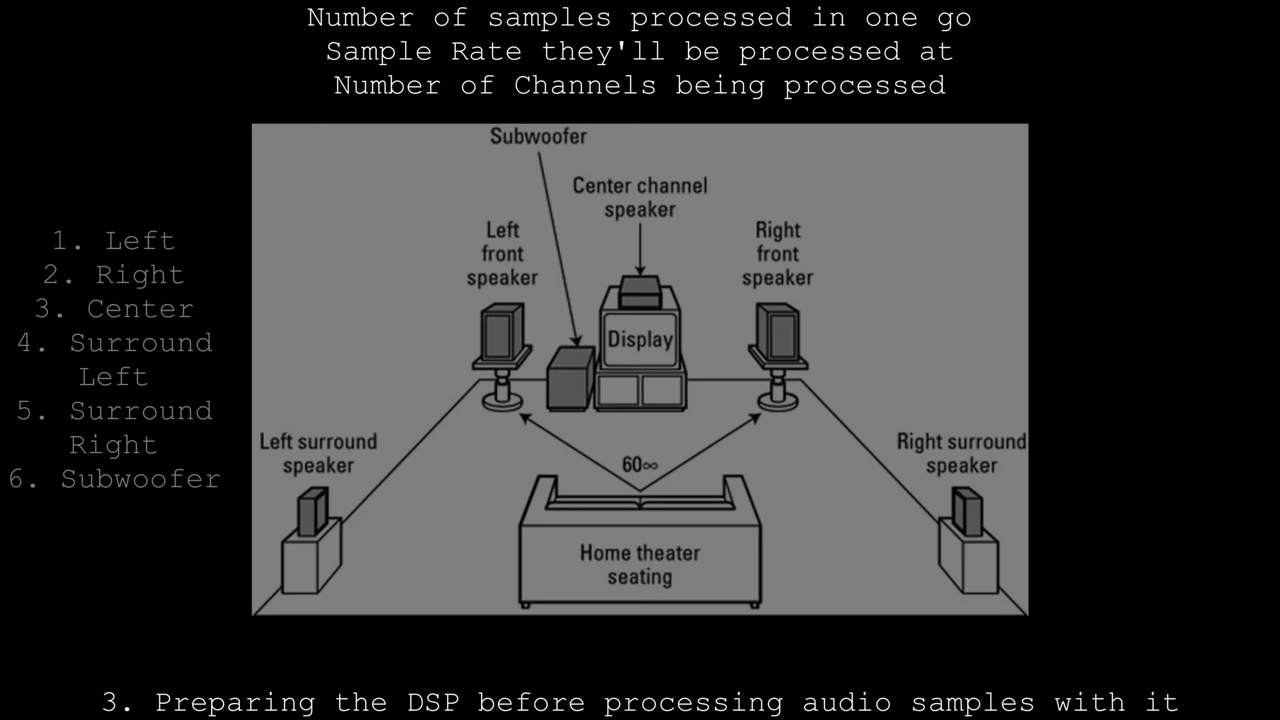 Number of samples processed in one go
Sample Rate they'll be processed at
Number of Channels being processed
Subwoofer
Center channel
speaker
Left
front
speaker
Right
front
speaker
1. Left
2. Right
3. Center
4. Surround
Left
5. Surround
Right
6. Subwoofer
Display
Left surround
speaker
60∞
Right surround
speaker
Home theater
seating
3. Preparing the DSP before processing audio samples with it